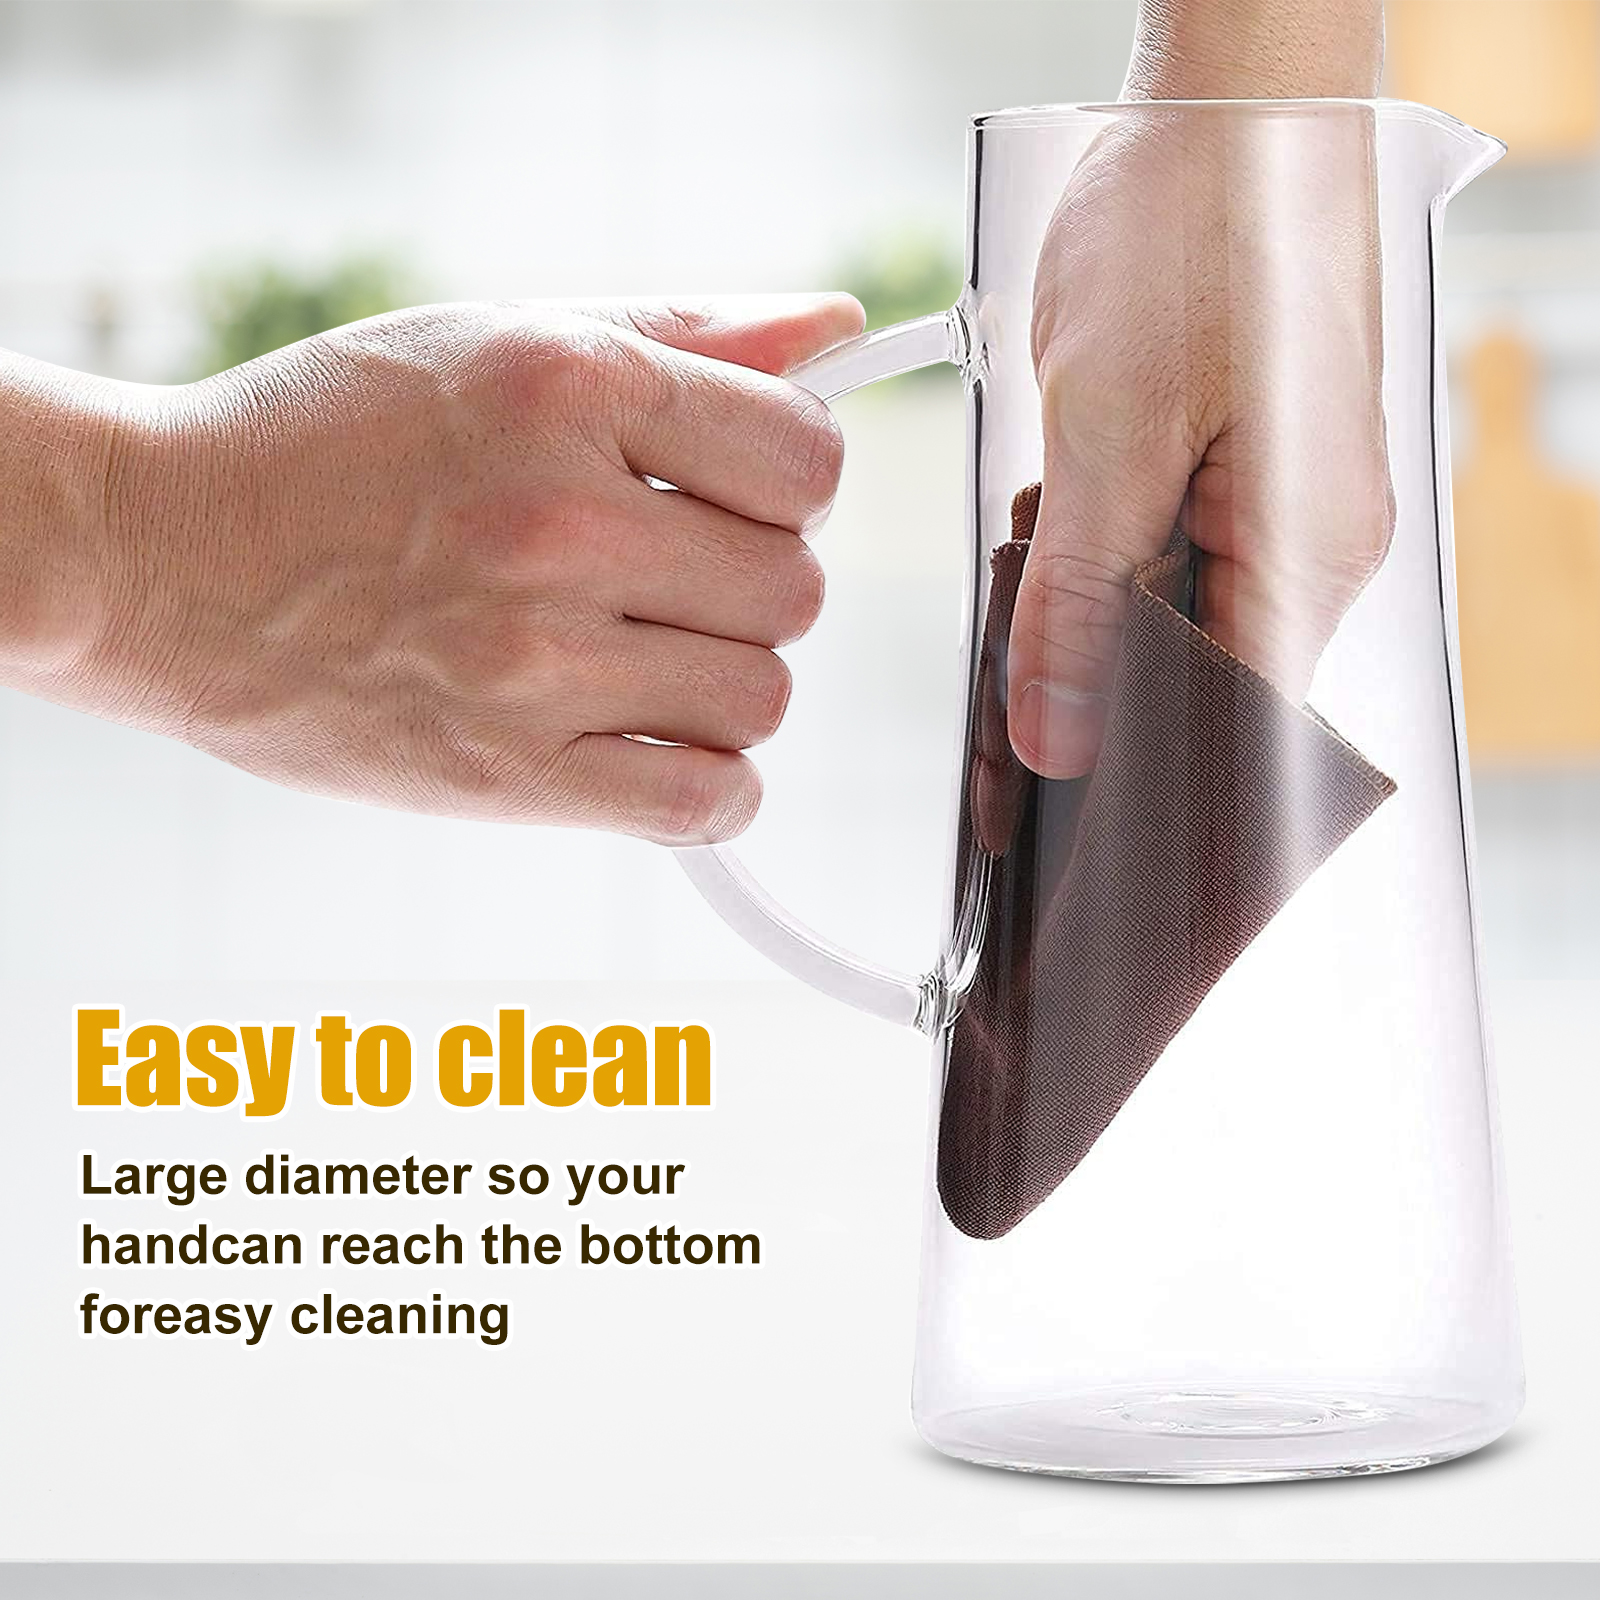 Easy to clean
Large diameter so your
handcan reach the bottom
foreasy cleaning